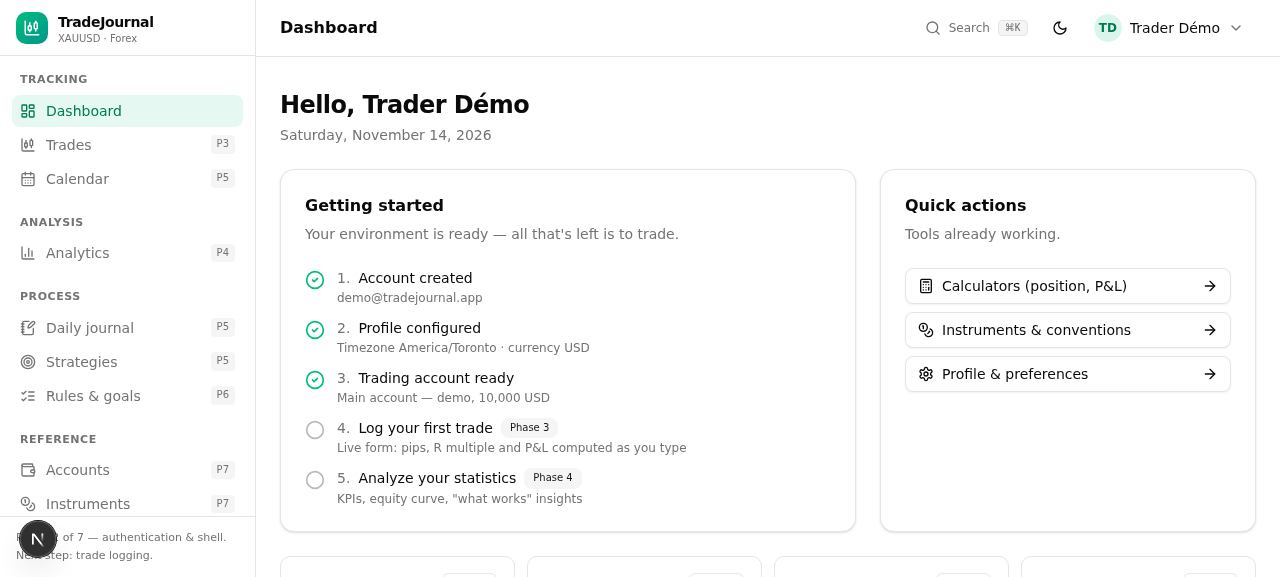 TradeJournal
XAUUSD · Forex
Dashboard
Search ⌘K
TD Trader Démo
TRACKING
Dashboard
Trades P3
Calendar P5
ANALYSIS
Analytics P4
PROCESS
Daily journal P5
Strategies P5
Rules & goals P6
REFERENCE
Accounts P7
Instruments P7
of 7 — authentication & shell.
step: trade logging.
N
Hello, Trader Démo
Saturday, November 14, 2026
Getting started
Your environment is ready — all that's left is to trade.
1. Account created
demo@tradejournal.app
2. Profile configured
Timezone America/Toronto · currency USD
3. Trading account ready
Main account — demo, 10,000 USD
4. Log your first trade Phase 3
Live form: pips, R multiple and P&L computed as you type
5. Analyze your statistics Phase 4
KPIs, equity curve, "what works" insights
Quick actions
Tools already working.
Calculators (position, P&L)
Instruments & conventions
Profile & preferences